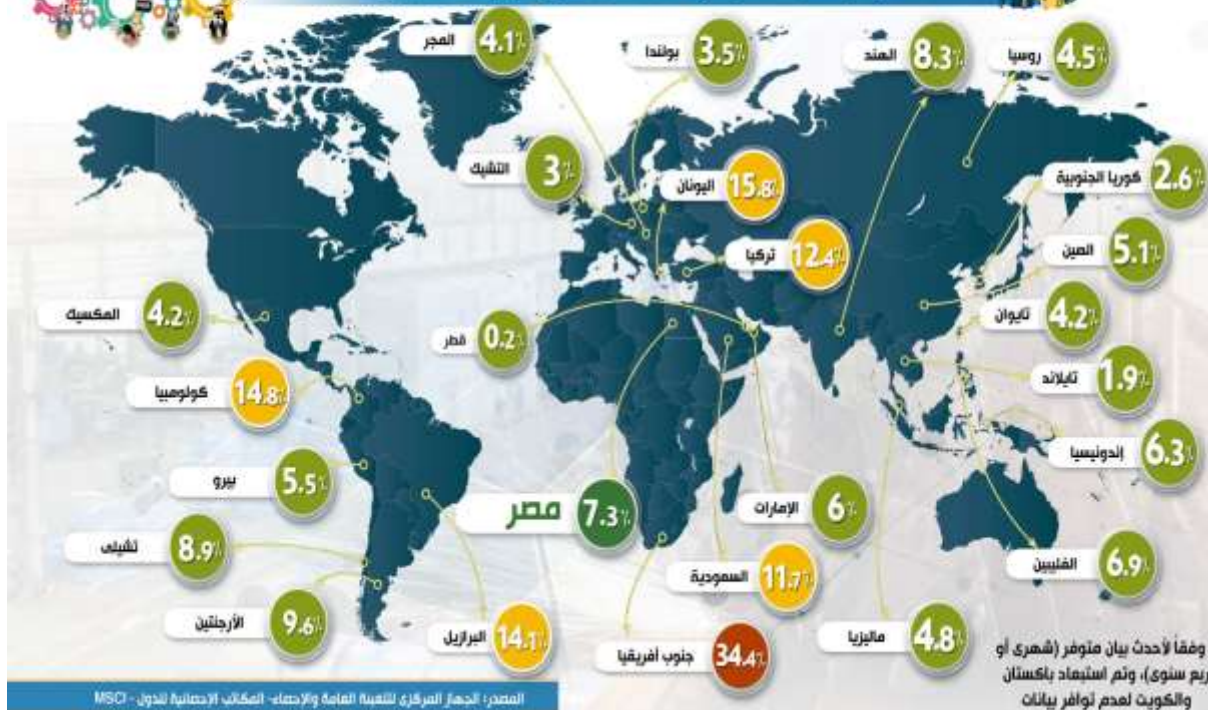 المجر 4.1%
بولندا 3.5%
الهند 8.3%
روسيا 4.5%
التشيك 3%
اليونان 15.8%
كوريا الجنوبية 2.6%
تركيا 12.4%
الصين 5.1%
المكسيك 4.2%
قطر 0.2%
تايوان 4.2%
كولومبيا 14.8%
تايلاند 1.9%
إندونيسيا 6.3%
بيرو 5.5%
مصر 7.3%
الإمارات 6%
تشيلى 8.9%
السعودية 11.7%
الفليبين 6.9%
الأرجنتين 9.6%
البرازيل 14.1%
جنوب أفريقيا 34.4%
ماليزيا 4.8%
وفقاً لأحدث بيان متوفر (شهرى أو
ربع سنوى)، وتم استبعاد باكستان
والكويت لعدم توافر بيانات
المصدر: الجهاز المركزى للتعبئة العامة والإحصاء- المكاتب الإحصائية للدول - MSCI